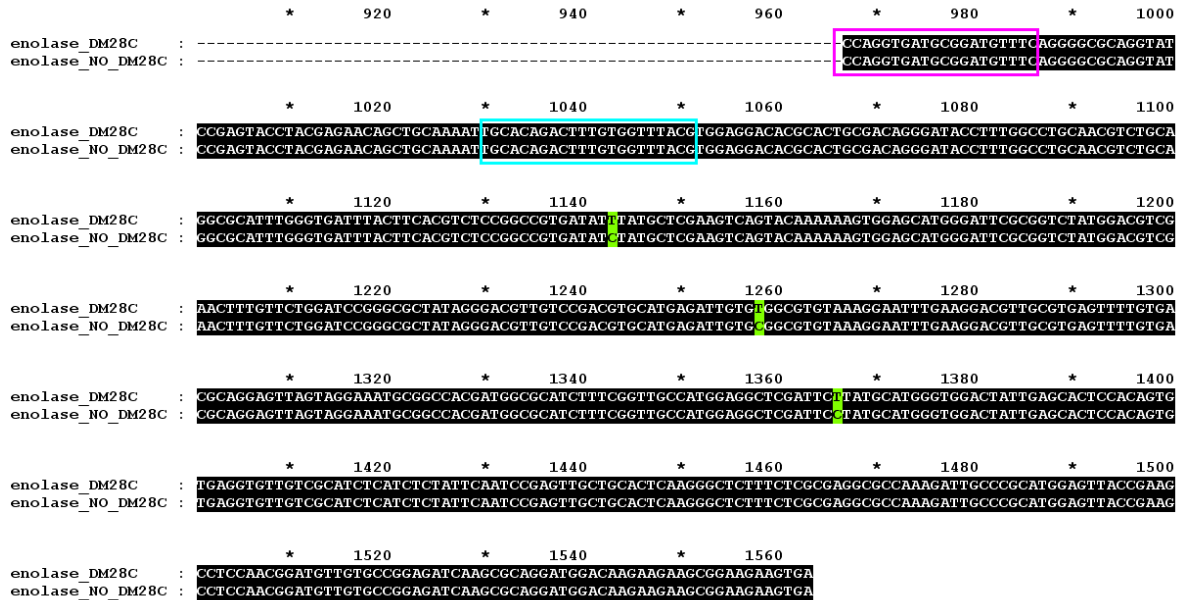 * 920 * 940 * 960 * 980 * 1000
enolase_DM28C : ------------------------------------------------------------------CCAGGTGATGCGGATGTTTCAGGGGCGCAGGTAT
enolase_NO_DM28C : ------------------------------------------------------------------CCAGGTGATGCGGATGTTTCAGGGGCGCAGGTAT
* 1020 * 1040 * 1060 * 1080 * 1100
enolase_DM28C : CCGAGTACCTACGAGAACAGCTGCAAAATTGCACAGACTTTGTGGTTTACGTGGAGGACACGCACTGCGACAGGGATACCTTTGGCCTGCAACGTCTGCA
enolase_NO_DM28C : CCGAGTACCTACGAGAACAGCTGCAAAATTGCACAGACTTTGTGGTTTACGTGGAGGACACGCACTGCGACAGGGATACCTTTGGCCTGCAACGTCTGCA
* 1120 * 1140 * 1160 * 1180 * 1200
enolase_DM28C : GGCGCATTTGGGTGATTTACTTCACGTCTCCGGCCGTGATATTTATGCTCGAAGTCAGTACAAAAAAGTGGAGCATGGGATTCGCGGTCTATGGACGTCG
enolase_NO_DM28C : GGCGCATTTGGGTGATTTACTTCACGTCTCCGGCCGTGATATCTATGCTCGAAGTCAGTACAAAAAAGTGGAGCATGGGATTCGCGGTCTATGGACGTCG
* 1220 * 1240 * 1260 * 1280 * 1300
enolase_DM28C : AACTTTGTTCTGGATCCGGGCGCTATAGGGACGTTGTCCGACGTGCATGAGATTGTGTGGCGTGTAAAGGAATTTGAAGGACGTTGCGTGAGTTTTGTGA
enolase_NO_DM28C : AACTTTGTTCTGGATCCGGGCGCTATAGGGACGTTGTCCGACGTGCATGAGATTGTGCGGCGTGTAAAGGAATTTGAAGGACGTTGCGTGAGTTTTGTGA
* 1320 * 1340 * 1360 * 1380 * 1400
enolase_DM28C : CGCAGGAGTTAGTAGGAAATGCGGCCACGATGGCGCATCTTTCGGTTGCCATGGAGGCTCGATTCTTATGCATGGGTGGACTATTGAGCACTCCACAGTG
enolase_NO_DM28C : CGCAGGAGTTAGTAGGAAATGCGGCCACGATGGCGCATCTTTCGGTTGCCATGGAGGCTCGATTCCTATGCATGGGTGGACTATTGAGCACTCCACAGTG
* 1420 * 1440 * 1460 * 1480 * 1500
enolase_DM28C : TGAGGTGTTGTCGCATCTCATCTCTATTCAATCCGAGTTGCTGCACTCAAGGGCTCTTTCTCGCGAGGCGCCAAAGATTGCCCGCATGGAGTTACCGAAG
enolase_NO_DM28C : TGAGGTGTTGTCGCATCTCATCTCTATTCAATCCGAGTTGCTGCACTCAAGGGCTCTTTCTCGCGAGGCGCCAAAGATTGCCCGCATGGAGTTACCGAAG
* 1520 * 1540 * 1560
enolase_DM28C : CCTCCAACGGATGTTGTGCCGGAGATCAAGCGCAGGATGGACAAGAAGAAGCGGAAGAAGTGA
enolase_NO_DM28C : CCTCCAACGGATGTTGTGCCGGAGATCAAGCGCAGGATGGACAAGAAGAAGCGGAAGAAGTGA